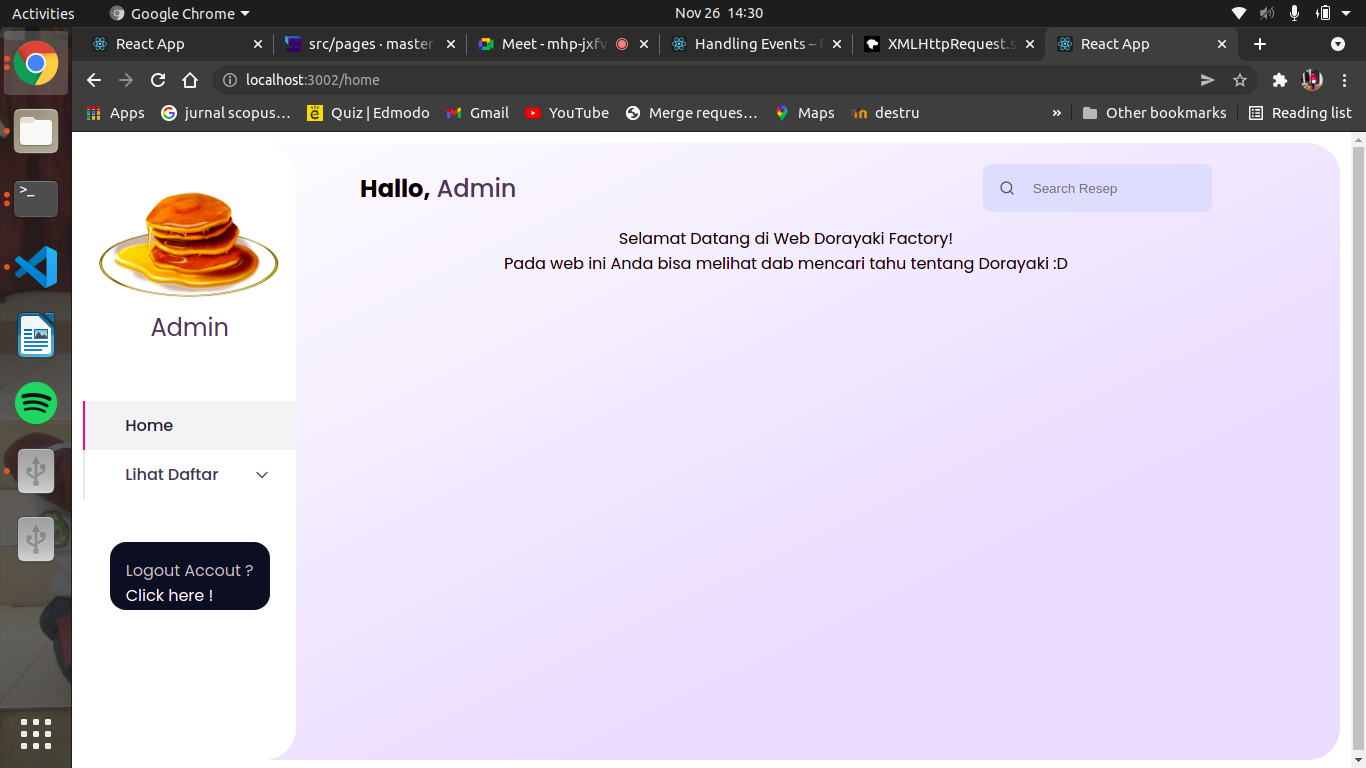 Activities
Google Chrome
Nov 26 14:30
React App
src/pages · master
Meet - mhp-jxfv
Handling Events –
XMLHttpRequest.s
React App
localhost:3002/home
Apps
jurnal scopus...
Quiz | Edmodo
Gmail
YouTube
Merge reques...
Maps
destru
»
Other bookmarks
Reading list
Hallo, Admin
Search Resep
Selamat Datang di Web Dorayaki Factory!
Pada web ini Anda bisa melihat dab mencari tahu tentang Dorayaki :D
Admin
Home
Lihat Daftar
Logout Accout ?
Click here !